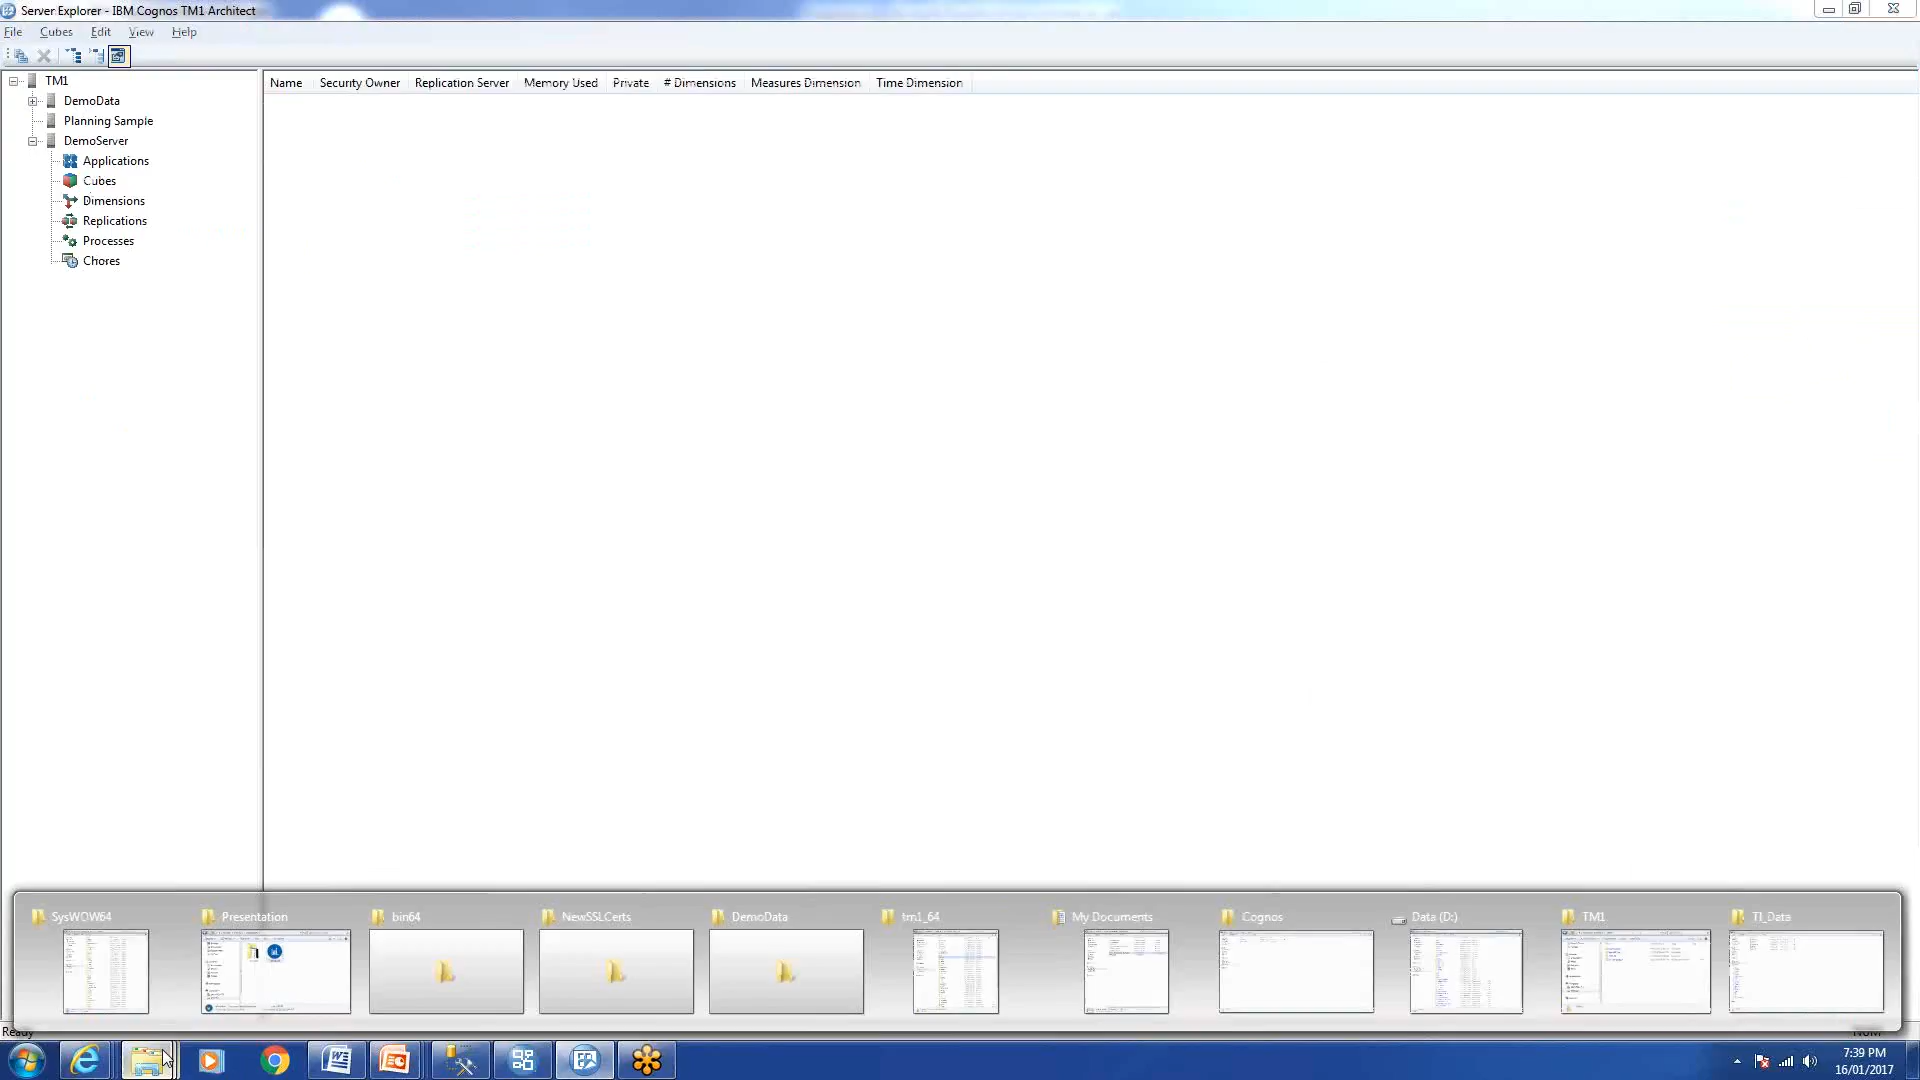 Server Explorer - IBM Cognos TM1 Architect
File Cubes Edit View Help
TM1
DemoData
Planning Sample
DemoServer
Applications
Cubes
Dimensions
Replications
Processes
Chores
Name Security Owner Replication Server Memory Used Private # Dimensions Measures Dimension Time Dimension
SysWOW64 Presentation bin64 NewSSLCerts DemoData tm1_64 My Documents Cognos Data (D:) TM1 TI_Data
Ready NUM
7:39 PM
16/01/2017